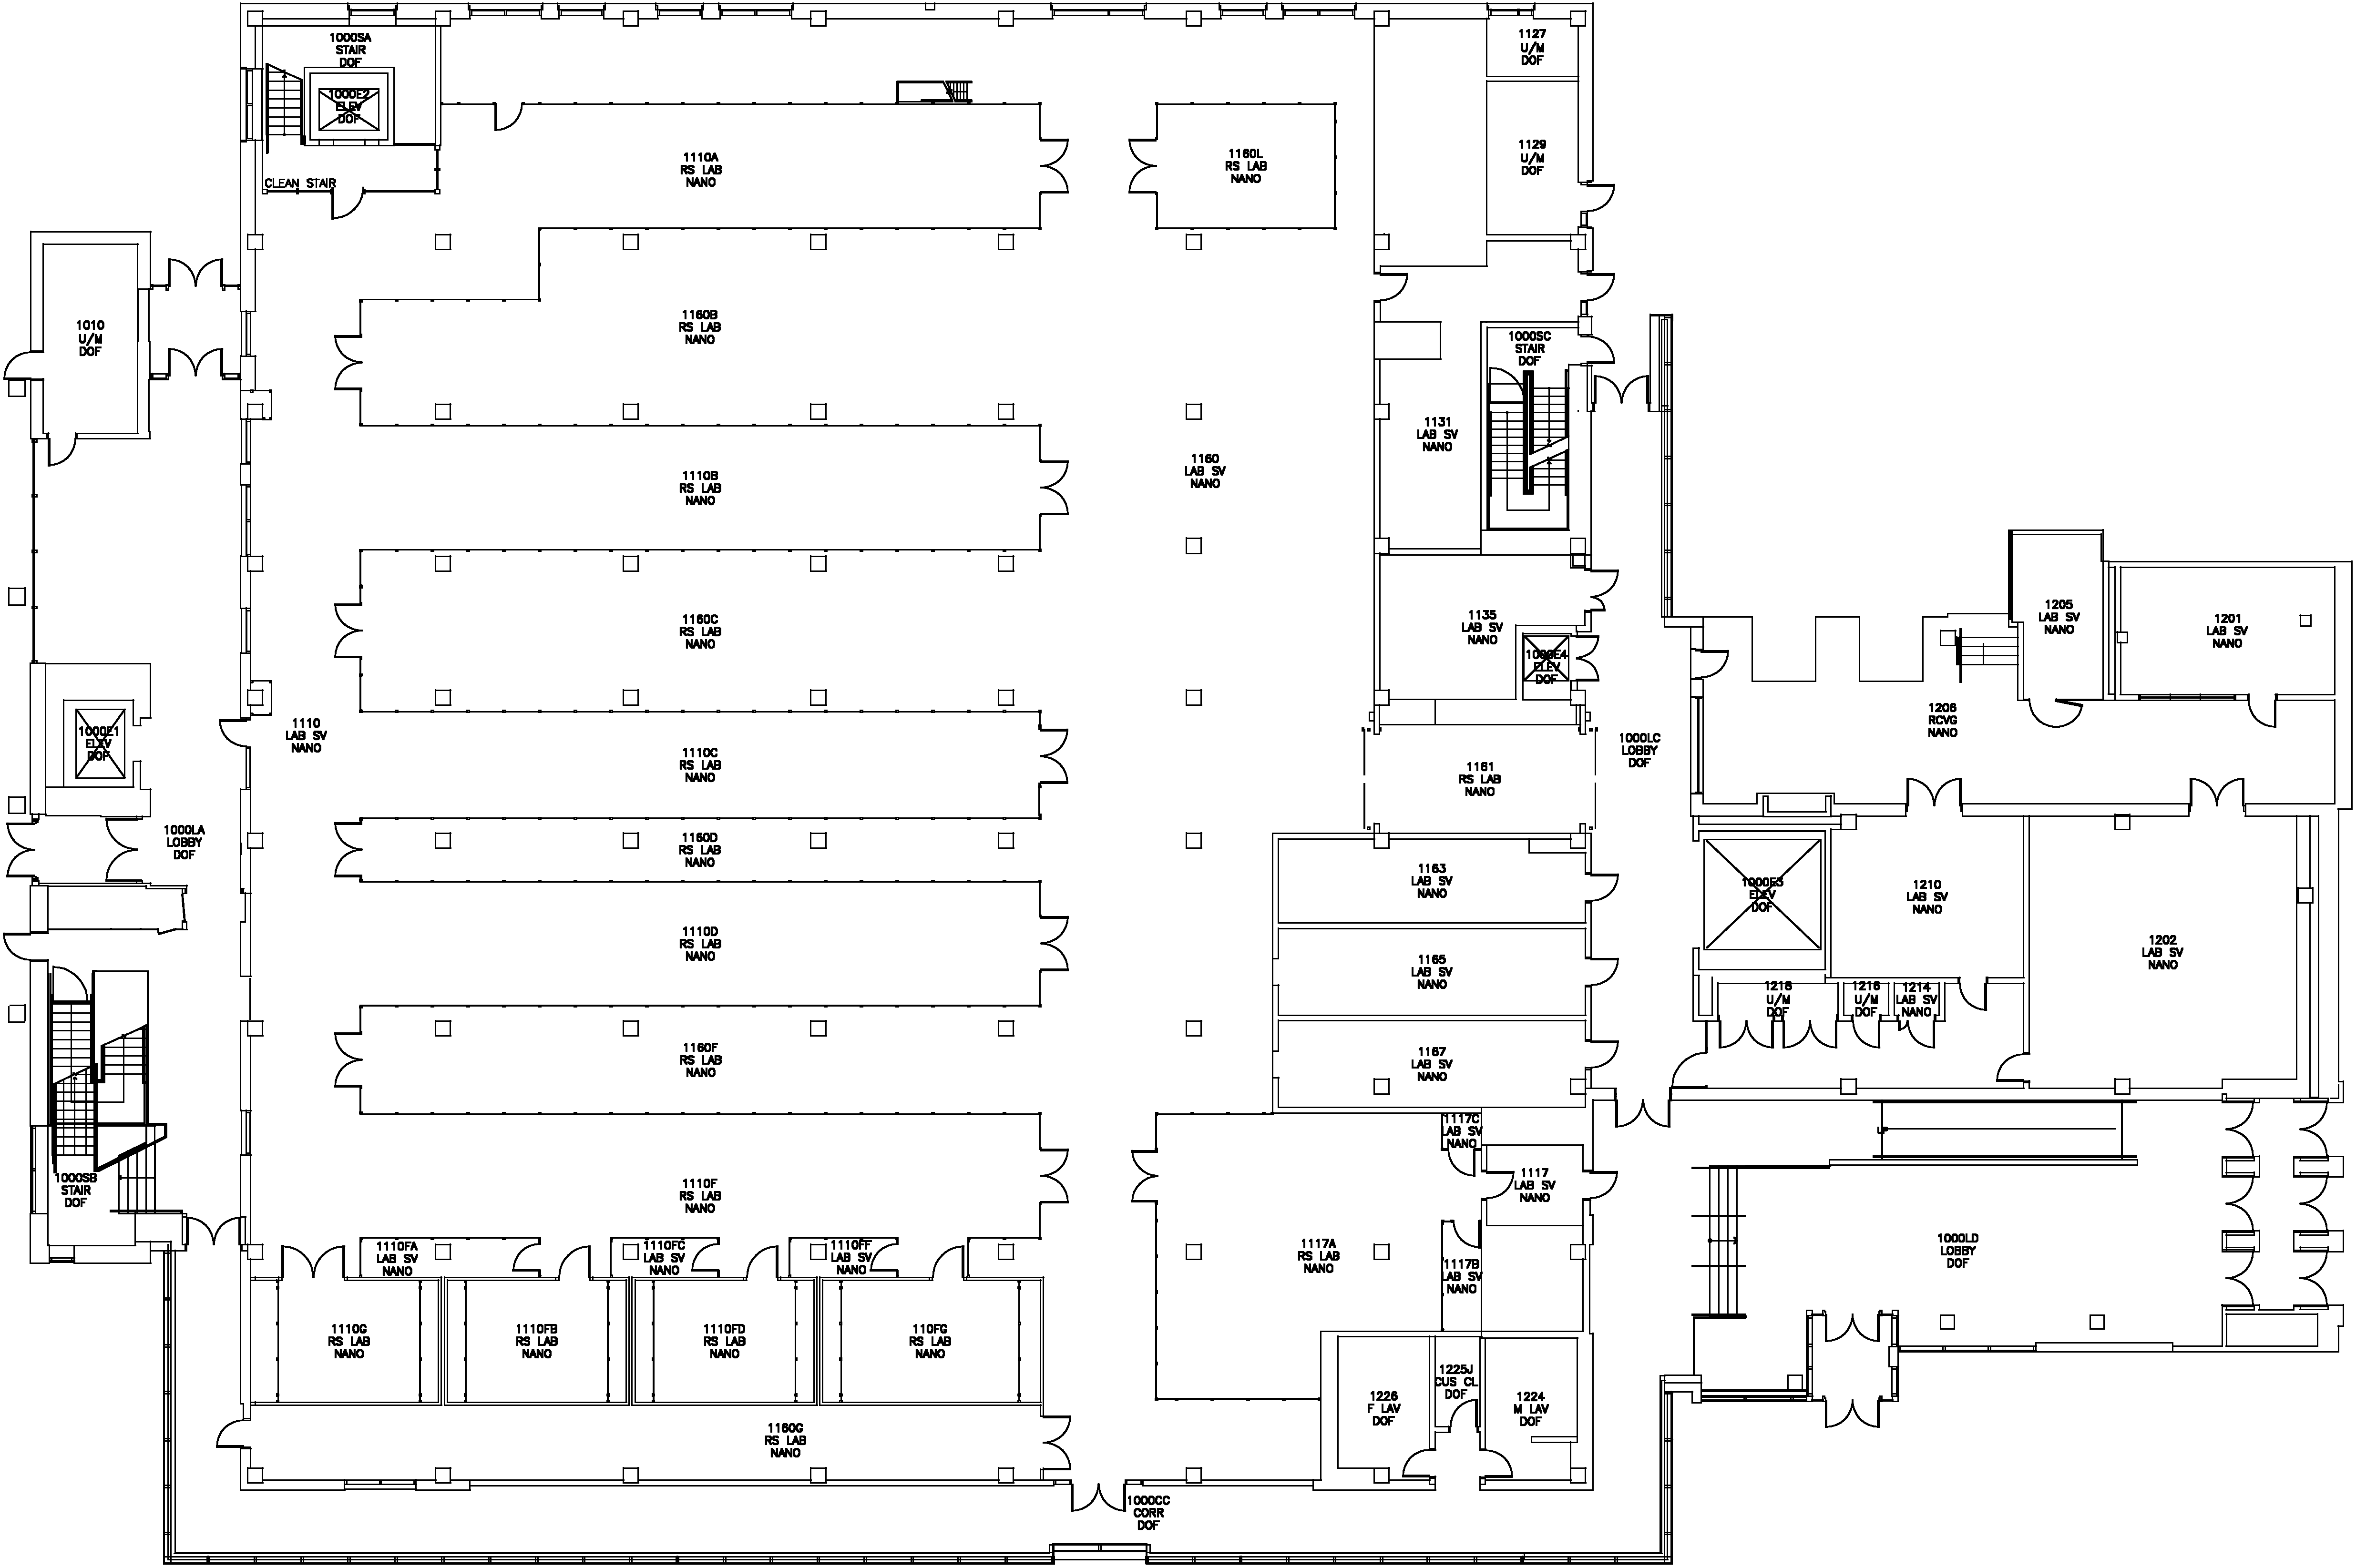 1000SA
STAIR
DOF
1000E2
ELEV
DOF
CLEAN STAIR
1110A
RS LAB
NANO
1160L
RS LAB
NANO
1127
U/M
DOF
1129
U/M
DOF
1010
U/M
DOF
1160B
RS LAB
NANO
1000SC
STAIR
DOF
1131
LAB SV
NANO
1110B
RS LAB
NANO
1160
LAB SV
NANO
1160C
RS LAB
NANO
1135
LAB SV
NANO
1000E4
ELEV
DOF
1205
LAB SV
NANO
1201
LAB SV
NANO
1206
RCVG
NANO
1000E1
ELEV
DOF
1110
LAB SV
NANO
1110C
RS LAB
NANO
1161
RS LAB
NANO
1000LC
LOBBY
DOF
1000LA
LOBBY
DOF
1160D
RS LAB
NANO
1163
LAB SV
NANO
1000E3
ELEV
DOF
1210
LAB SV
NANO
1110D
RS LAB
NANO
1165
LAB SV
NANO
1202
LAB SV
NANO
1218
U/M
DOF
1216
U/M
DOF
1214
LAB SV
NANO
1160F
RS LAB
NANO
1167
LAB SV
NANO
1117C
LAB SV
NANO
1000SB
STAIR
DOF
1110F
RS LAB
NANO
1117
LAB SV
NANO
1110FA
LAB SV
NANO
1110FC
LAB SV
NANO
1110FF
LAB SV
NANO
1117A
RS LAB
NANO
1117B
LAB SV
NANO
1000LD
LOBBY
DOF
1110G
RS LAB
NANO
1110FB
RS LAB
NANO
1110FD
RS LAB
NANO
110FG
RS LAB
NANO
1226
F LAV
DOF
1225J
CUS CL
DOF
1224
M LAV
DOF
1160G
RS LAB
NANO
1000CC
CORR
DOF